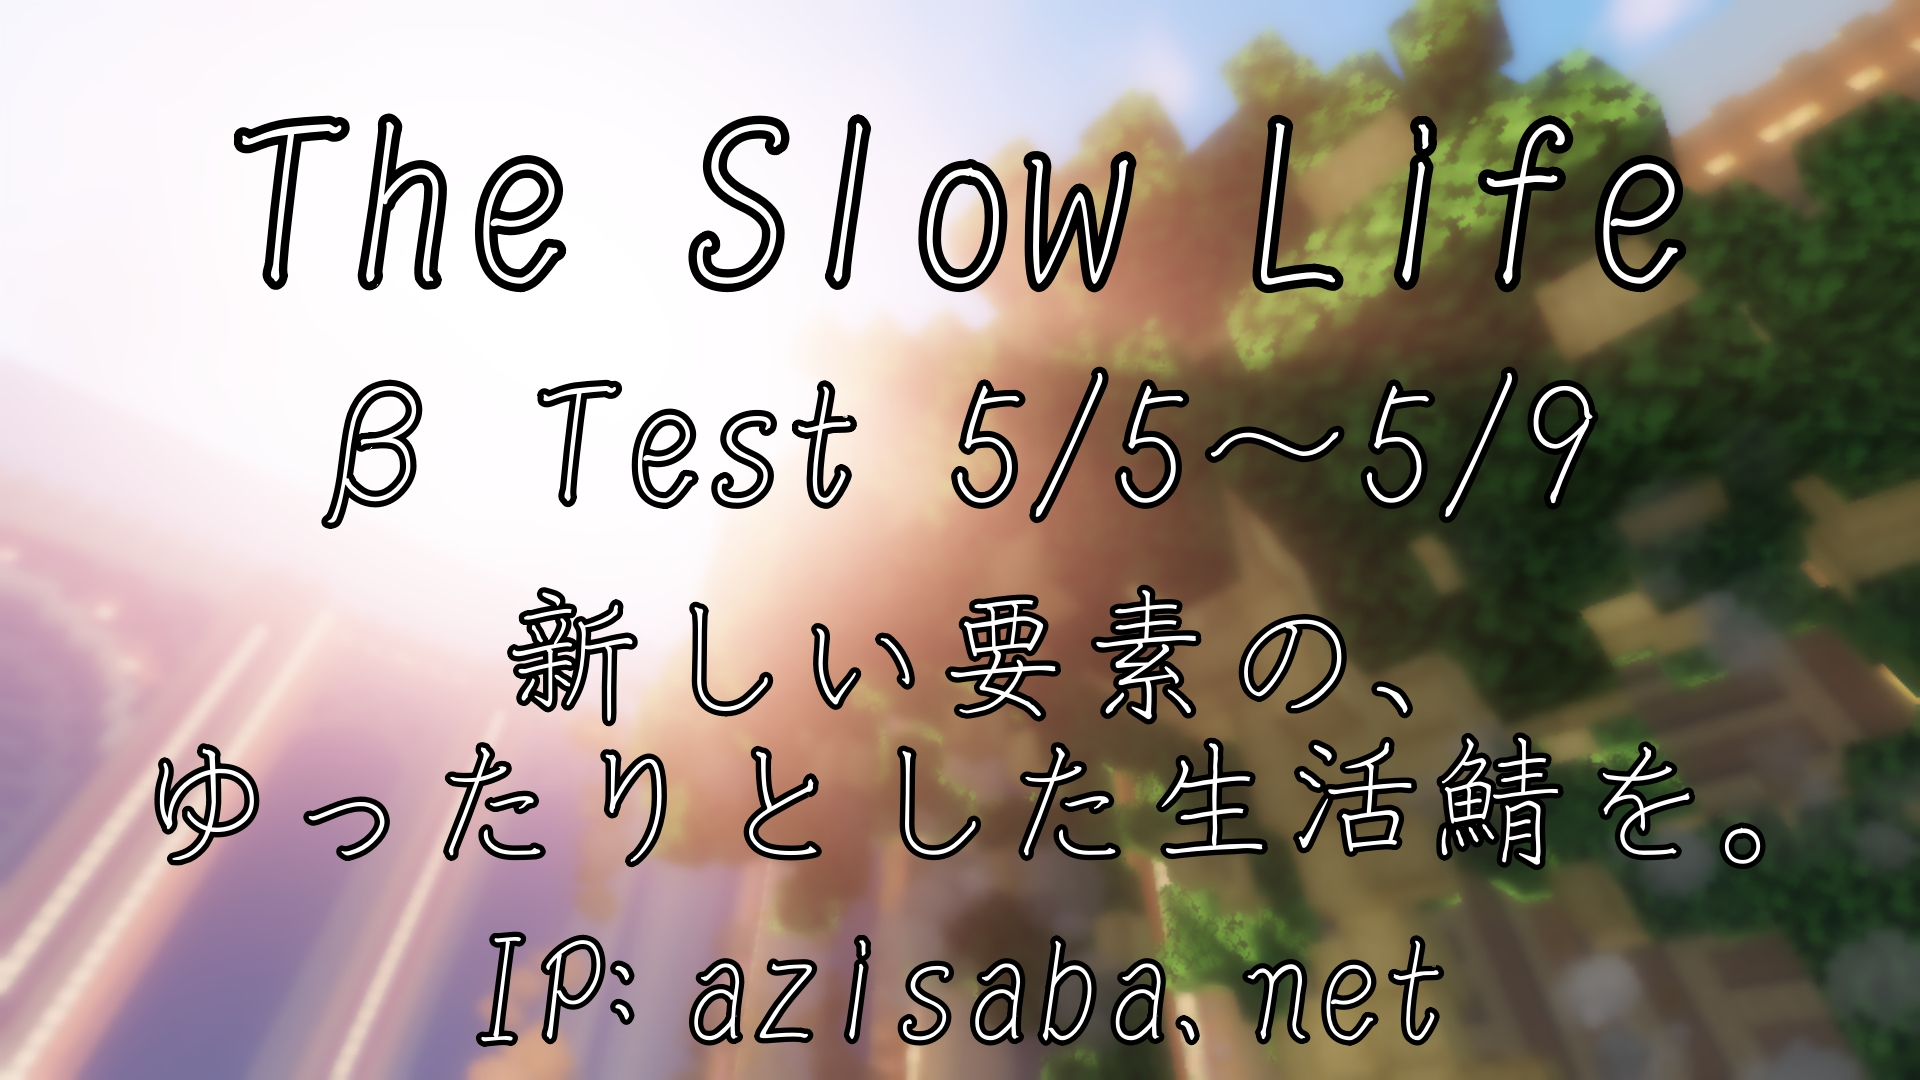 The Slow Life
β Test 5/5～5/9
新しい要素の、
ゆったりとした生活鯖を。
IP: azisaba.net